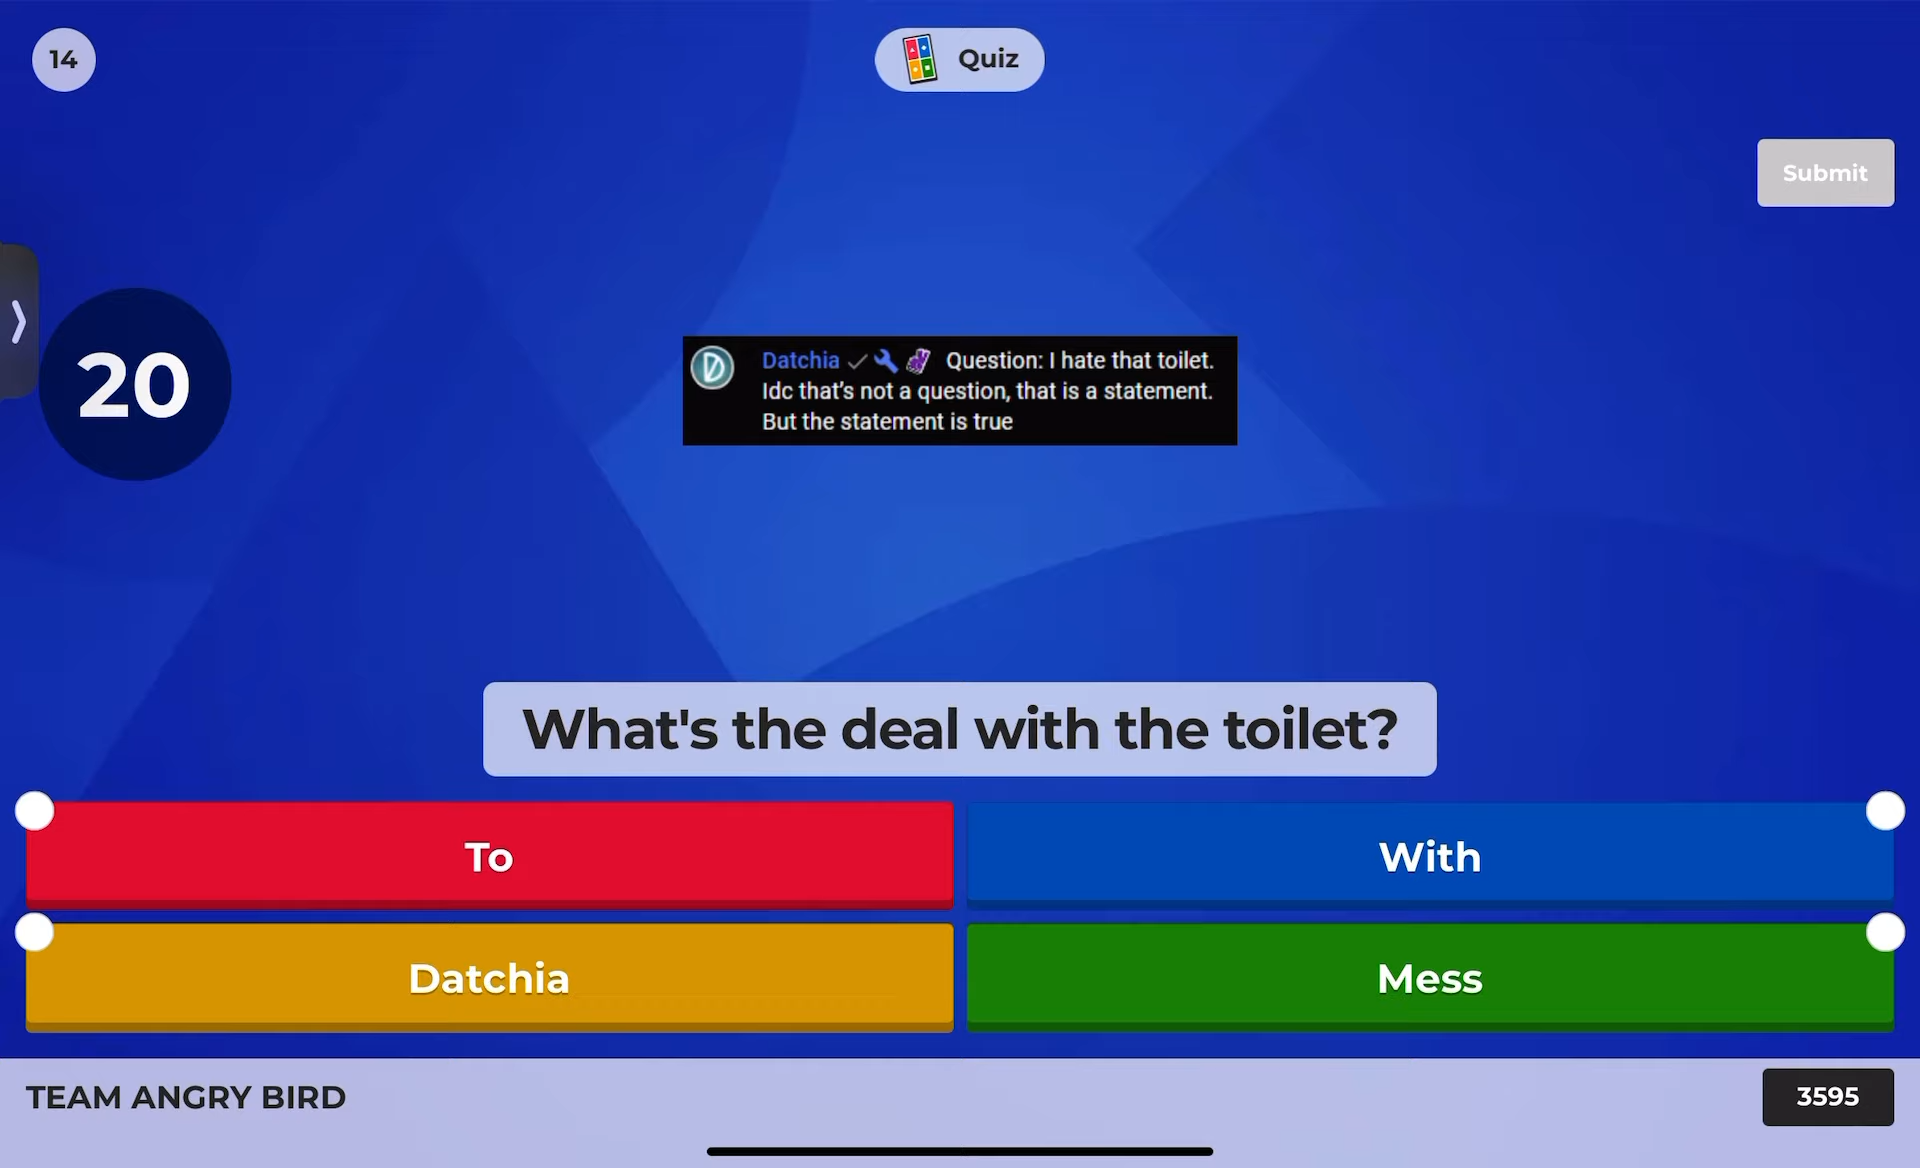 14
Quiz
Submit
20
Datchia Question: I hate that toilet.
Idc that's not a question, that is a statement.
But the statement is true
What's the deal with the toilet?
To
With
Datchia
Mess
TEAM ANGRY BIRD
3595